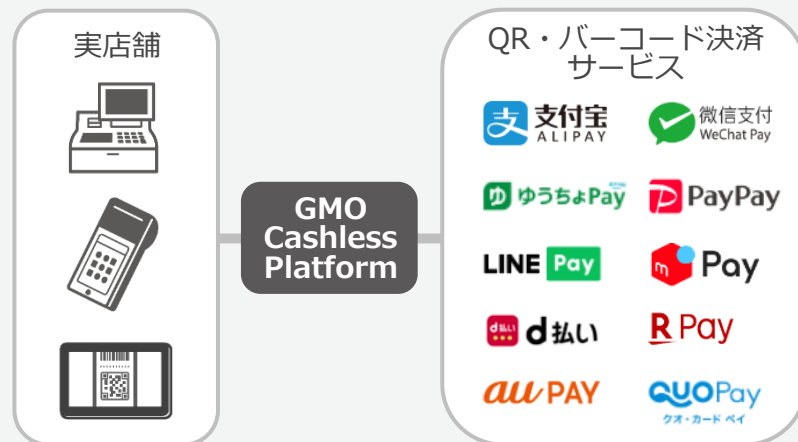 実店舗
GMO
Cashless
Platform
QR・バーコード決済
サービス
支 支付宝
ALIPAY
微信支付
WeChat Pay
ゆ ゆうちょPay
PayPay
LINE Pay
m Pay
d払い d払い
R Pay
au PAY
QUOPay
クオ・カード ペイ